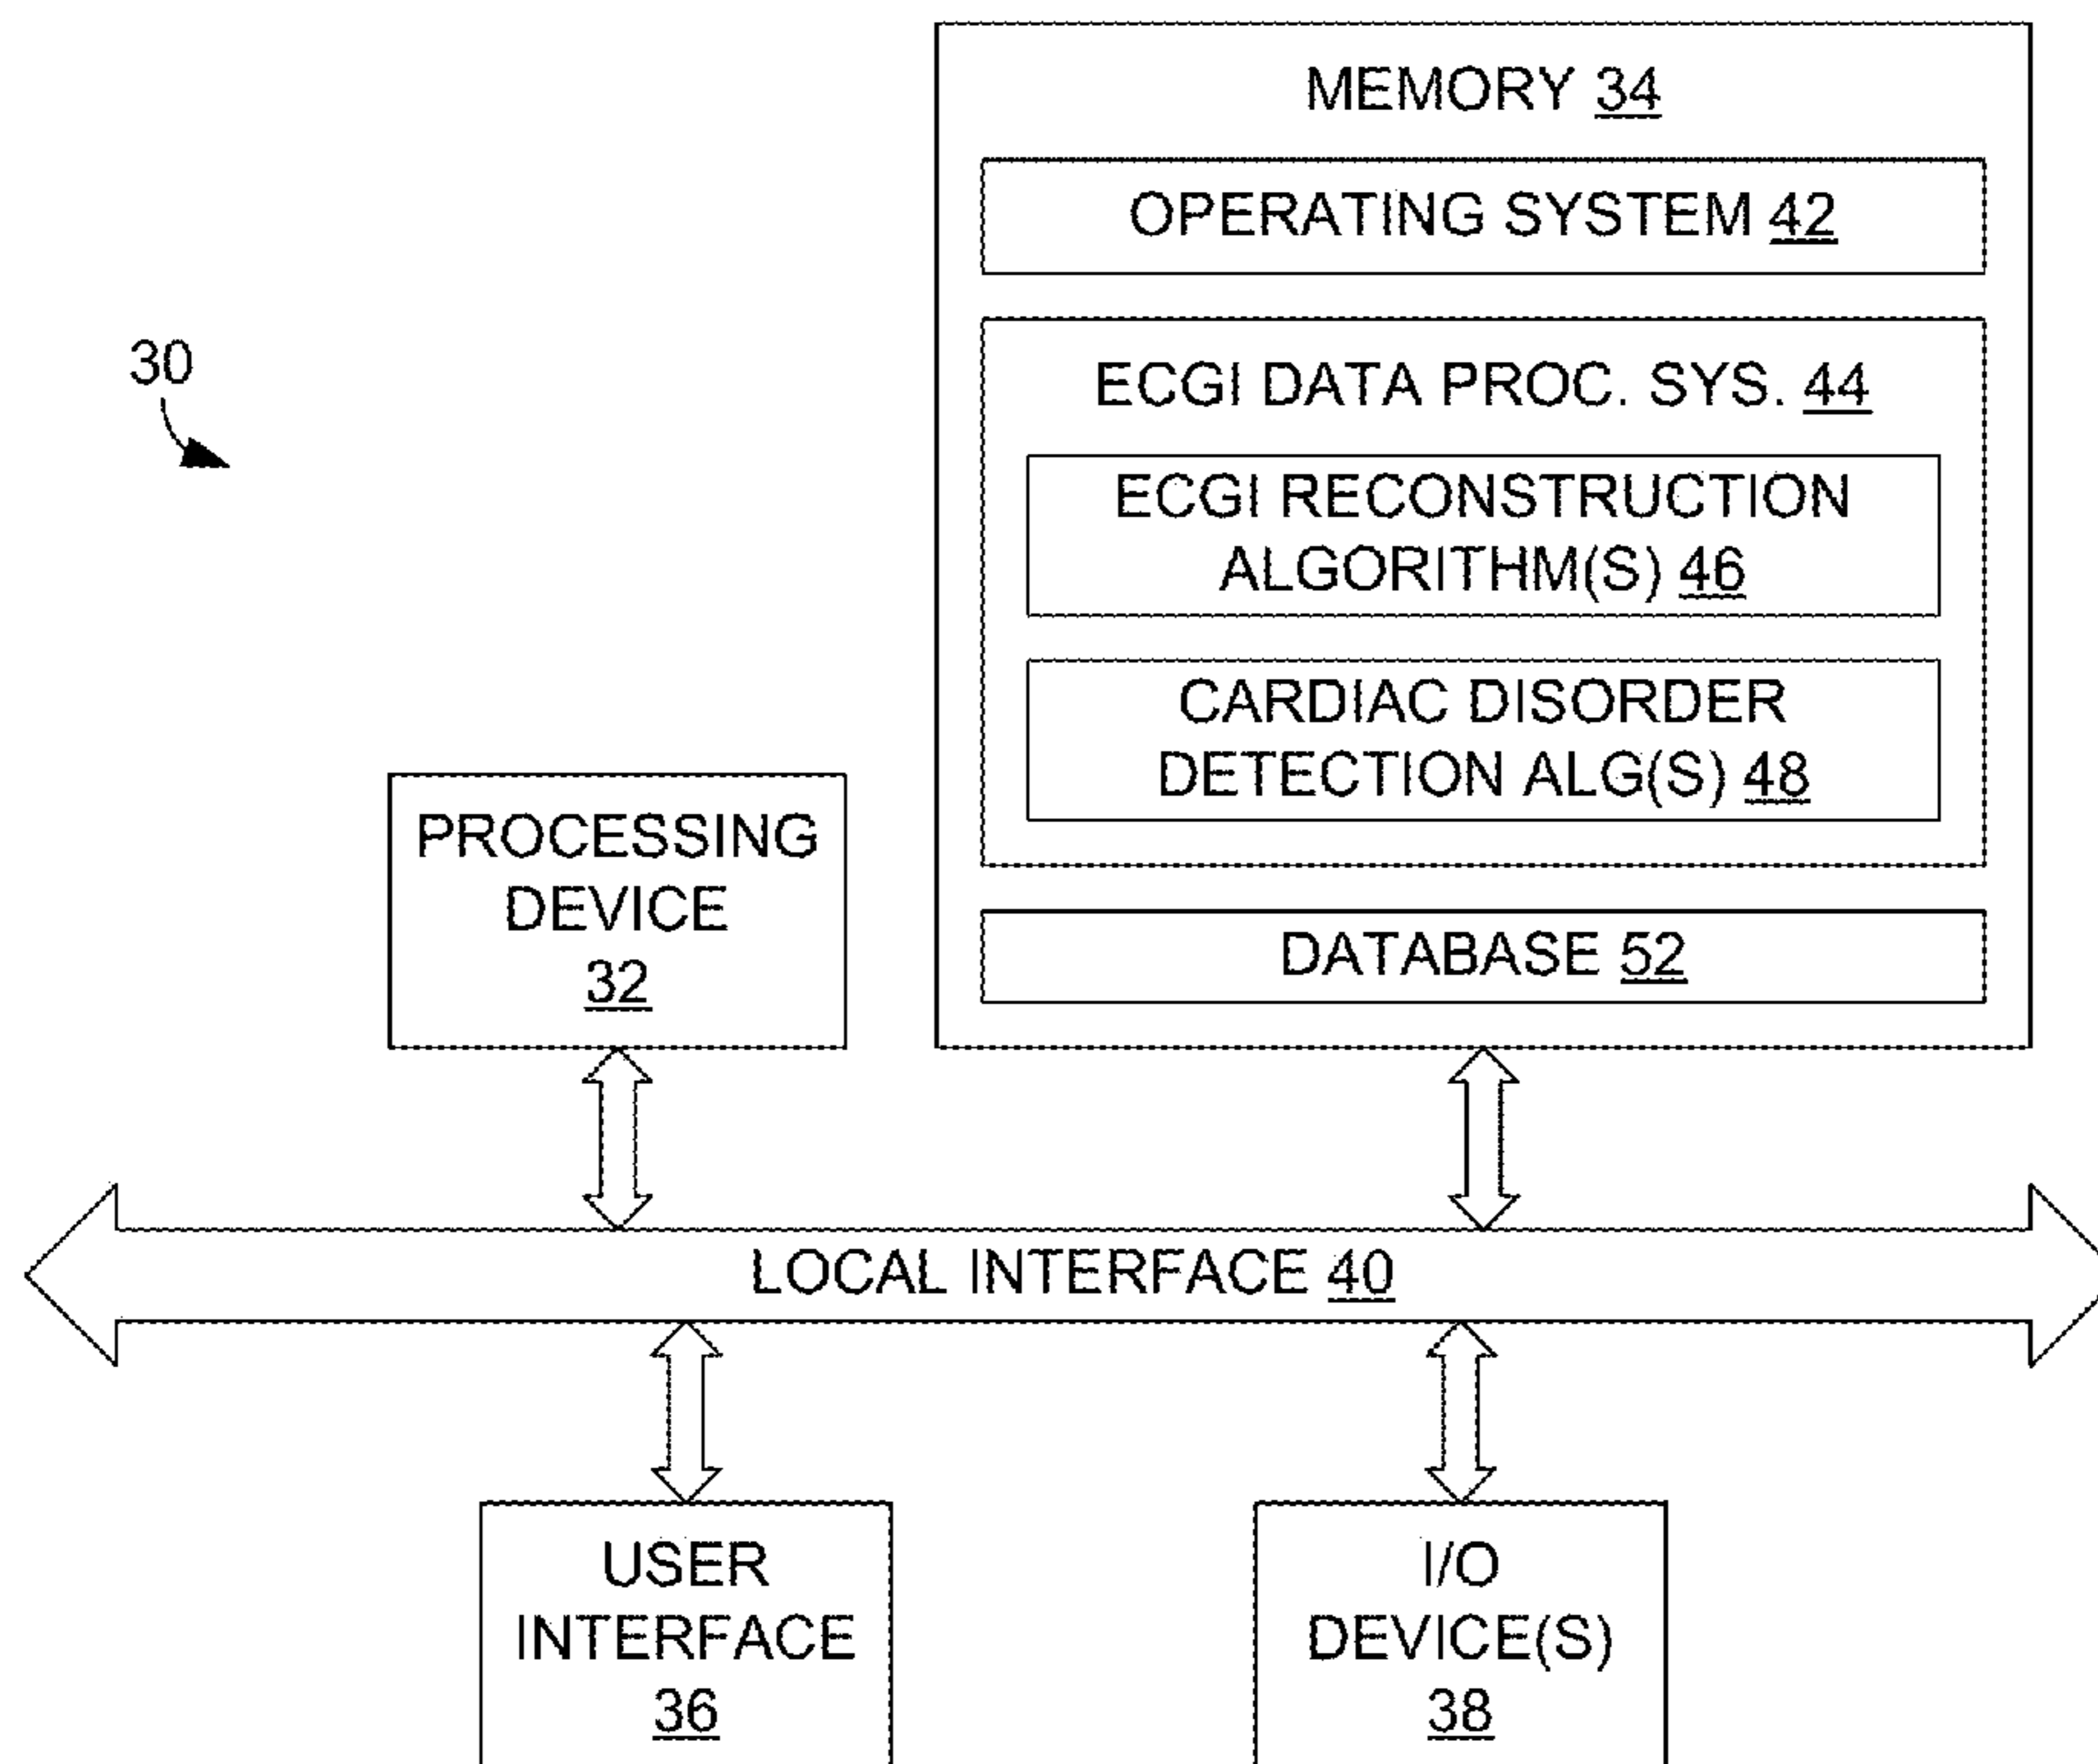 MEMORY 34
OPERATING SYSTEM 42
30
ECGI DATA PROC. SYS. 44
ECGI RECONSTRUCTION
ALGORITHM(S) 46
CARDIAC DISORDER
DETECTION ALG(S) 48
PROCESSING
DEVICE
32
DATABASE 52
LOCAL INTERFACE 40
USER
INTERFACE
36
I/O
DEVICE(S)
38